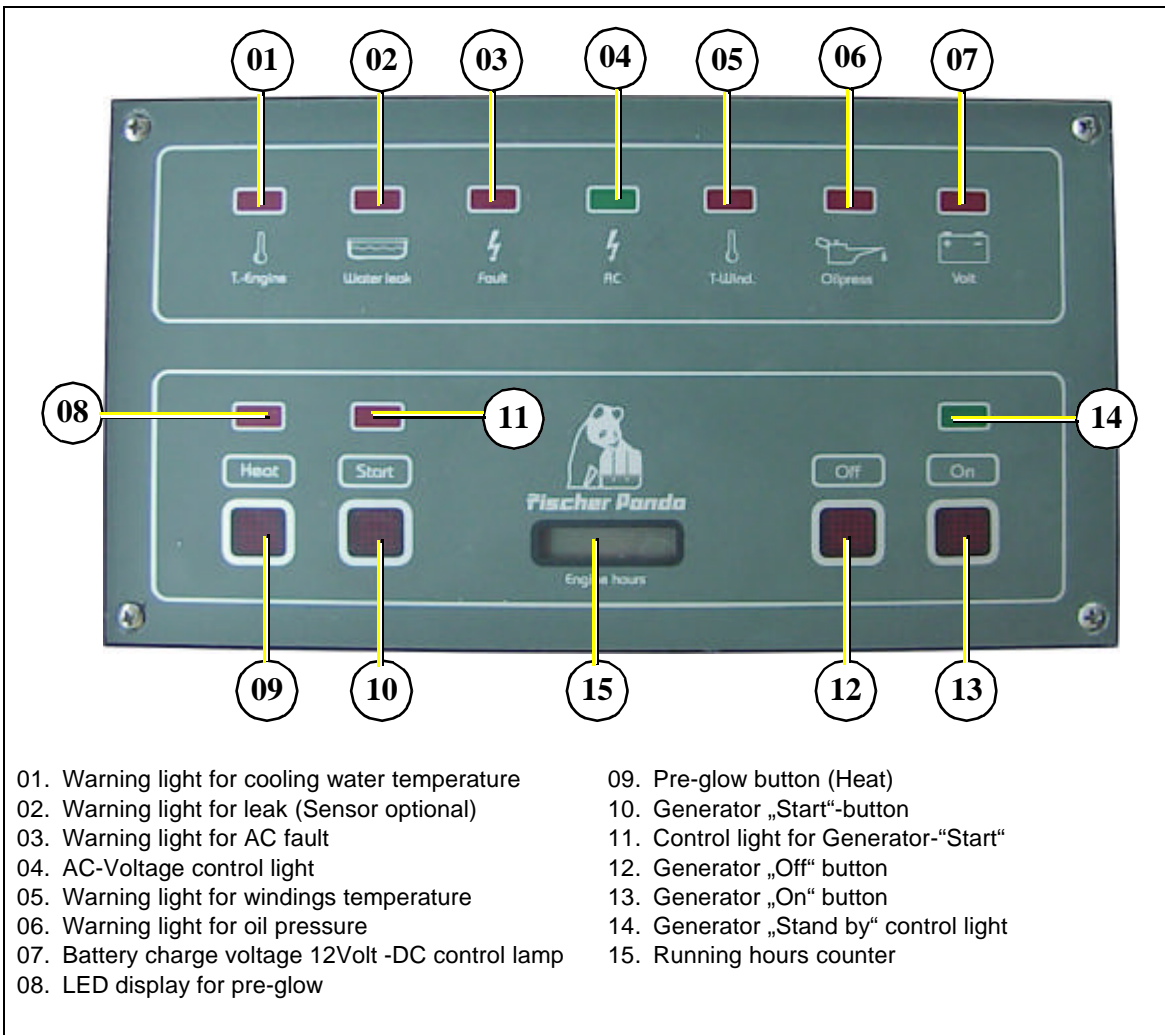 01 02 03 04 05 06 07
T.-Engine Water leak Fault AC T-Wind. Oilpress Volt
08 11 14
Heat Start Off On
Fischer Panda
Engine hours
09 10 15 12 13
01. Warning light for cooling water temperature
02. Warning light for leak (Sensor optional)
03. Warning light for AC fault
04. AC-Voltage control light
05. Warning light for windings temperature
06. Warning light for oil pressure
07. Battery charge voltage 12Volt -DC control lamp
08. LED display for pre-glow
09. Pre-glow button (Heat)
10. Generator „Start“-button
11. Control light for Generator-“Start“
12. Generator „Off“ button
13. Generator „On“ button
14. Generator „Stand by“ control light
15. Running hours counter